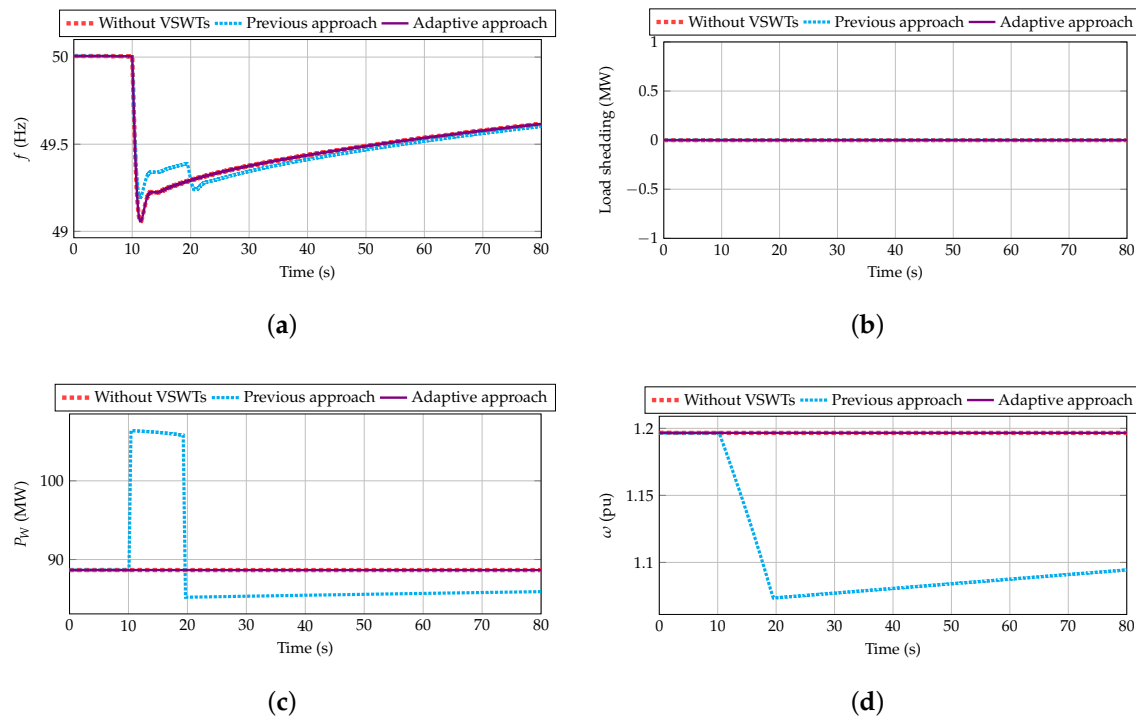 Without VSWTs Previous approach Adaptive approach
50
49.5
49
f (Hz)
0 10 20 30 40 50 60 70 80
Time (s)
(a)
Without VSWTs Previous approach Adaptive approach
1
0.5
0
−0.5
−1
Load shedding (MW)
0 10 20 30 40 50 60 70 80
Time (s)
(b)
Without VSWTs Previous approach Adaptive approach
100
90
P_W (MW)
0 10 20 30 40 50 60 70 80
Time (s)
(c)
Without VSWTs Previous approach Adaptive approach
1.2
1.15
1.1
ω (pu)
0 10 20 30 40 50 60 70 80
Time (s)
(d)